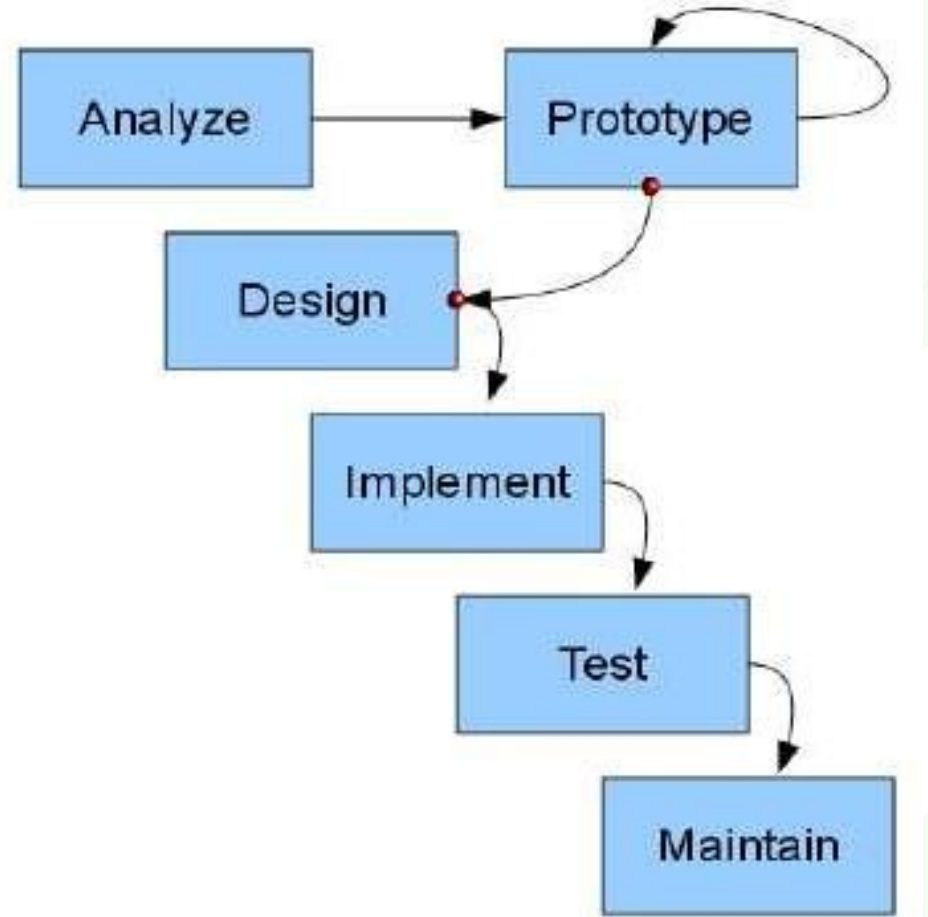 Analyze
Prototype
Design
Implement
Test
Maintain